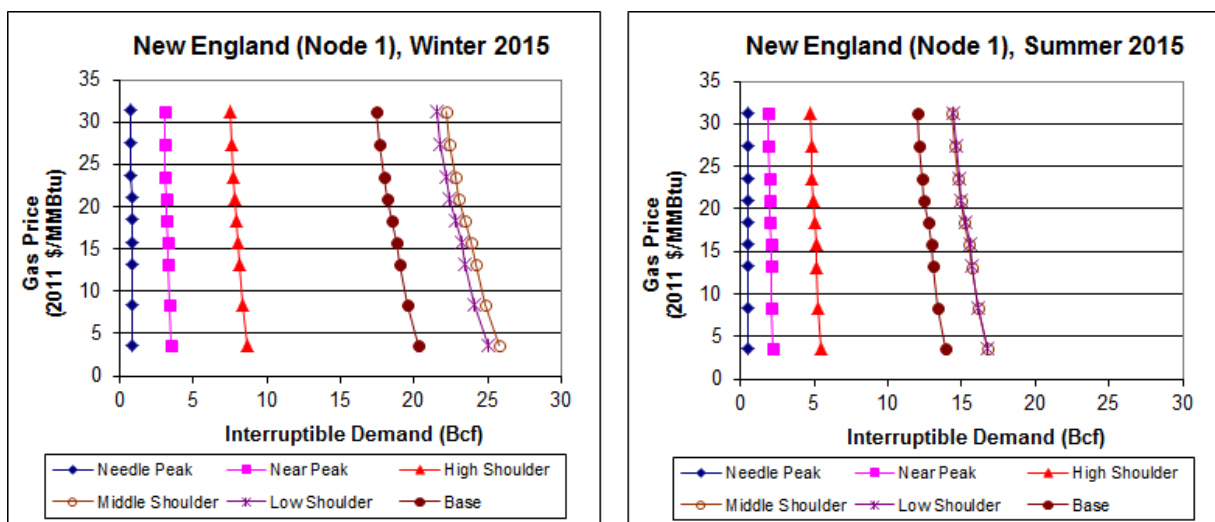 New England (Node 1), Winter 2015
35
30
25
20
15
10
5
0
Gas Price
(2011 $/MMBtu)
0 5 10 15 20 25 30
Interruptible Demand (Bcf)
Needle Peak Near Peak High Shoulder
Middle Shoulder Low Shoulder Base
New England (Node 1), Summer 2015
35
30
25
20
15
10
5
0
Gas Price
(2011 $/MMBtu)
0 5 10 15 20 25 30
Interruptible Demand (Bcf)
Needle Peak Near Peak High Shoulder
Middle Shoulder Low Shoulder Base